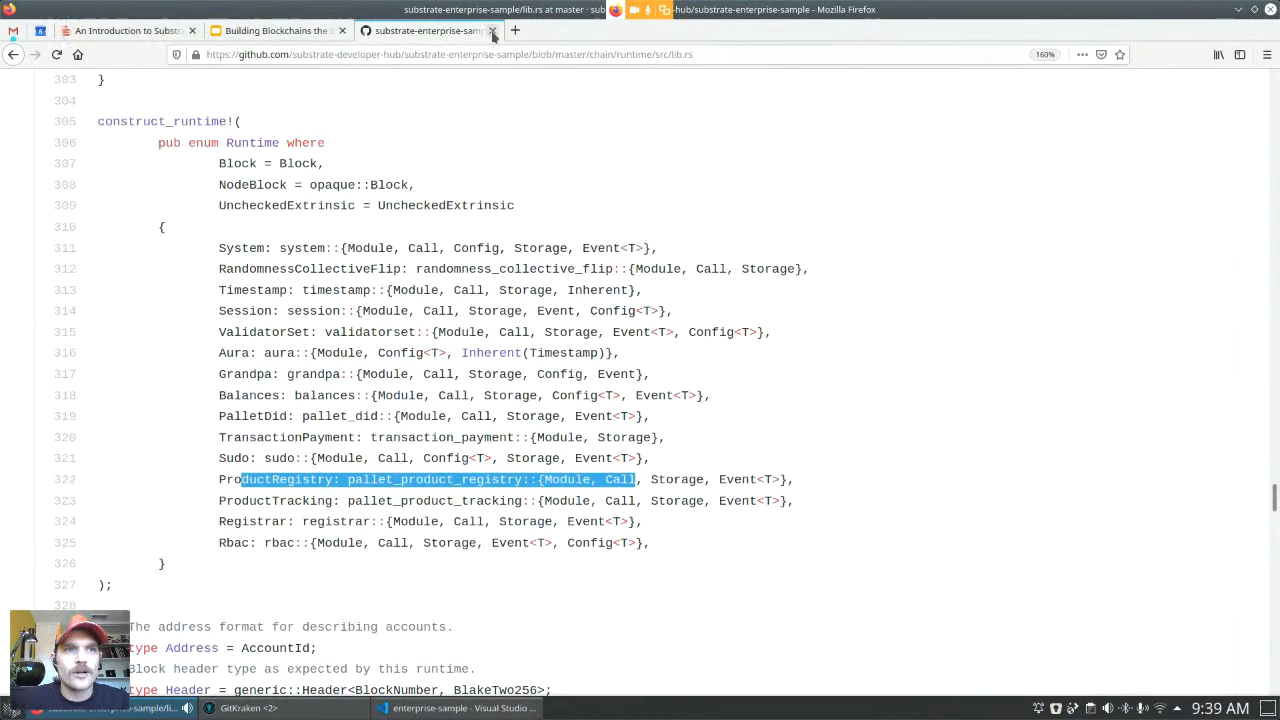 substrate-enterprise-sample/lib.rs at master · substrate-developer-hub/substrate-enterprise-sample - Mozilla Firefox
An Introduction to Substr
Building Blockchains the
substrate-enterprise-sam
https://github.com/substrate-developer-hub/substrate-enterprise-sample/blob/master/chain/runtime/src/lib.rs
160%
303 }
304
305 construct_runtime!(
306 pub enum Runtime where
307 Block = Block,
308 NodeBlock = opaque::Block,
309 UncheckedExtrinsic = UncheckedExtrinsic
310 {
311 System: system::{Module, Call, Config, Storage, Event<T>},
312 RandomnessCollectiveFlip: randomness_collective_flip::{Module, Call, Storage},
313 Timestamp: timestamp::{Module, Call, Storage, Inherent},
314 Session: session::{Module, Call, Storage, Event, Config<T>},
315 ValidatorSet: validatorset::{Module, Call, Storage, Event<T>, Config<T>},
316 Aura: aura::{Module, Config<T>, Inherent(Timestamp)},
317 Grandpa: grandpa::{Module, Call, Storage, Config, Event},
318 Balances: balances::{Module, Call, Storage, Config<T>, Event<T>},
319 PalletDid: pallet_did::{Module, Call, Storage, Event<T>},
320 TransactionPayment: transaction_payment::{Module, Storage},
321 Sudo: sudo::{Module, Call, Config<T>, Storage, Event<T>},
322 ProductRegistry: pallet_product_registry::{Module, Call, Storage, Event<T>},
323 ProductTracking: pallet_product_tracking::{Module, Call, Storage, Event<T>},
324 Registrar: registrar::{Module, Call, Storage, Event<T>},
325 Rbac: rbac::{Module, Call, Storage, Event<T>, Config<T>},
326 }
327 );
328
The address format for describing accounts.
type Address = AccountId;
Block header type as expected by this runtime.
type Header = generic::Header<BlockNumber, BlakeTwo256>;
substrate-enterprise-sample/li...
GitKraken <2>
enterprise-sample - Visual Studio ...
9:39 AM